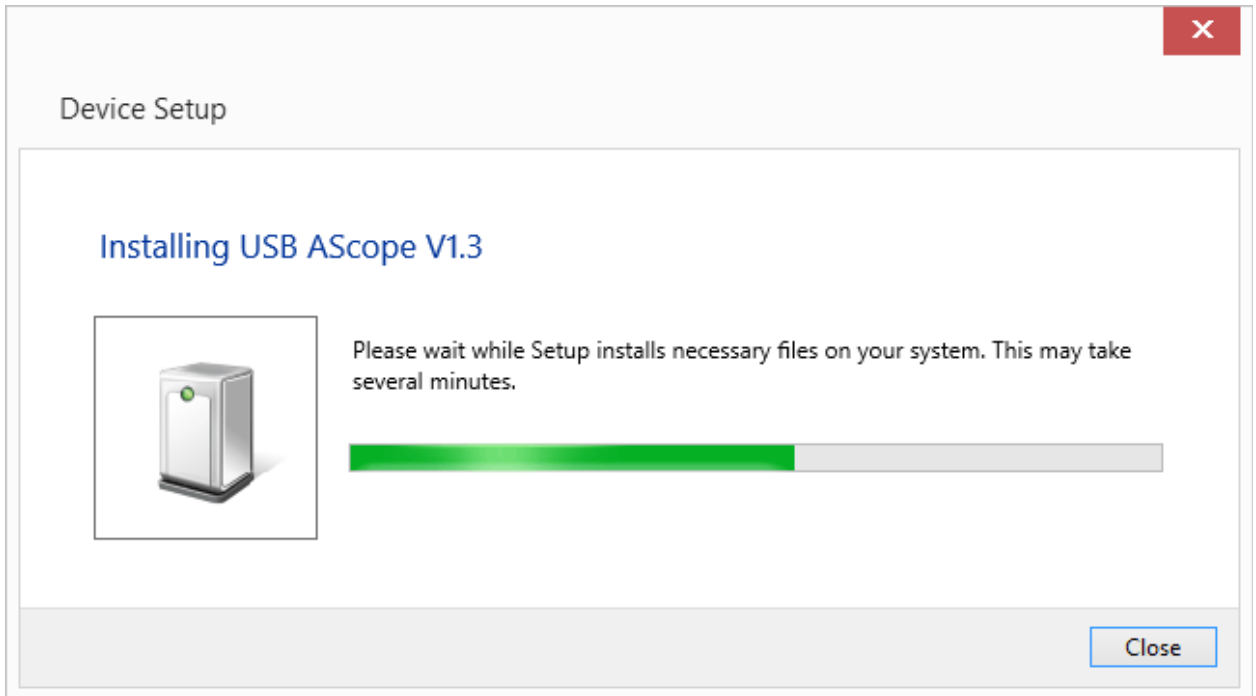 Device Setup
Installing USB AScope V1.3
Please wait while Setup installs necessary files on your system. This may take
several minutes.
Close